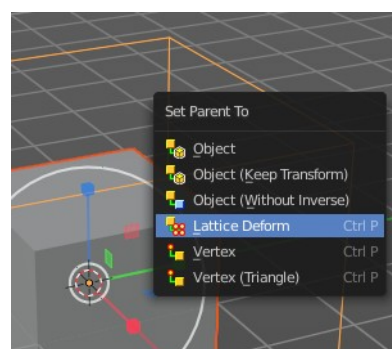 Set Parent To
Object
Object (Keep Transform)
Object (Without Inverse)
Lattice Deform Ctrl P
Vertex Ctrl P
Vertex (Triangle) Ctrl P